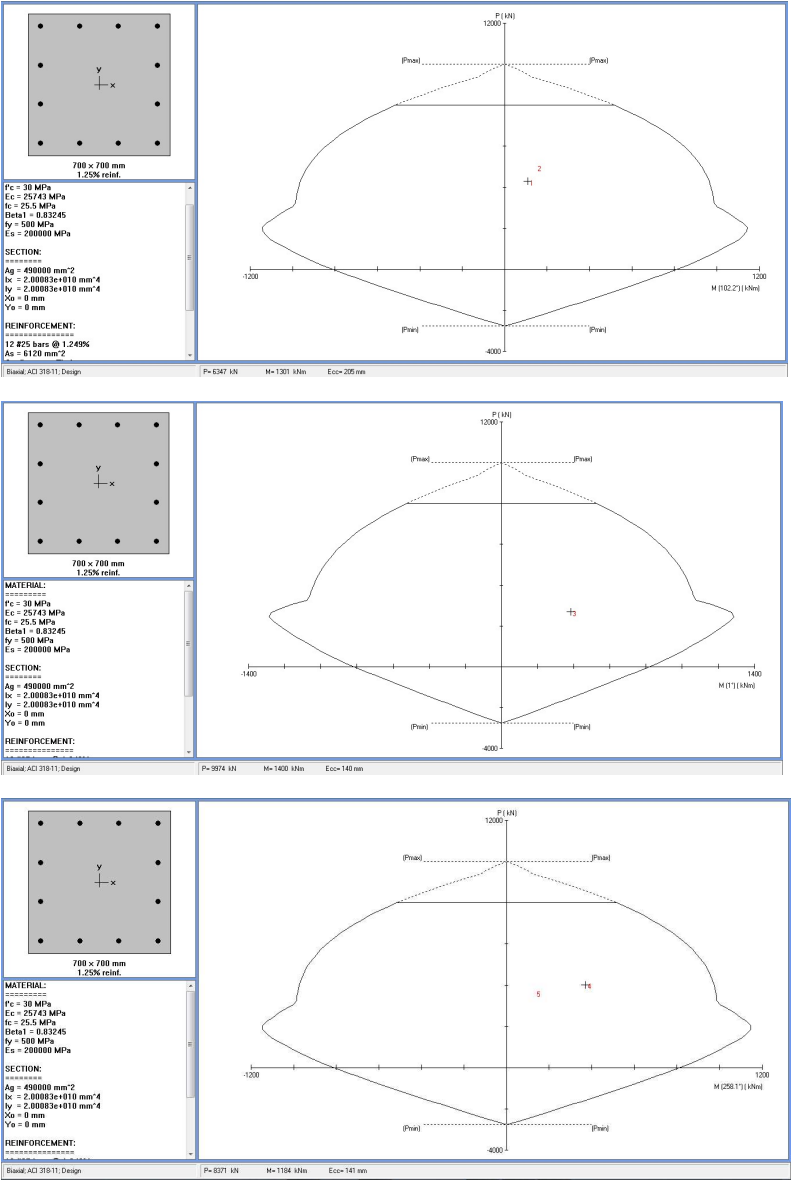 P ( kN)
12000
(Pmax)
(Pmax)
y
x
700 x 700 mm
1.25% reinf.
f'c = 30 MPa
Ec = 25743 MPa
fc = 25.5 MPa
Beta1 = 0.83245
fy = 500 MPa
Es = 200000 MPa
SECTION:
========
Ag = 490000 mm^2
Ix = 2.00083e+010 mm^4
Iy = 2.00083e+010 mm^4
Xo = 0 mm
Yo = 0 mm
REINFORCEMENT:
==============
12 #25 bars @ 1.249%
As = 6120 mm^2
2
1
-1200
1200
M (102.2°) ( kNm)
(Pmin)
(Pmin)
-4000
Biaxial; ACI 318-11; Design
P= 6347 kN M= 1301 kNm Ecc= 205 mm
P ( kN)
12000
(Pmax)
(Pmax)
y
x
700 x 700 mm
1.25% reinf.
MATERIAL:
=========
f'c = 30 MPa
Ec = 25743 MPa
fc = 25.5 MPa
Beta1 = 0.83245
fy = 500 MPa
Es = 200000 MPa
SECTION:
========
Ag = 490000 mm^2
Ix = 2.00083e+010 mm^4
Iy = 2.00083e+010 mm^4
Xo = 0 mm
Yo = 0 mm
REINFORCEMENT:
==============
3
-1400
1400
M (1°) ( kNm)
(Pmin)
(Pmin)
-4000
Biaxial; ACI 318-11; Design
P= 9974 kN M= 1400 kNm Ecc= 140 mm
P ( kN)
12000
(Pmax)
(Pmax)
y
x
700 x 700 mm
1.25% reinf.
MATERIAL:
=========
f'c = 30 MPa
Ec = 25743 MPa
fc = 25.5 MPa
Beta1 = 0.83245
fy = 500 MPa
Es = 200000 MPa
SECTION:
========
Ag = 490000 mm^2
Ix = 2.00083e+010 mm^4
Iy = 2.00083e+010 mm^4
Xo = 0 mm
Yo = 0 mm
REINFORCEMENT:
==============
5
4
-1200
1200
M (258.1°) ( kNm)
(Pmin)
(Pmin)
-4000
Biaxial; ACI 318-11; Design
P= 8371 kN M= 1184 kNm Ecc= 141 mm